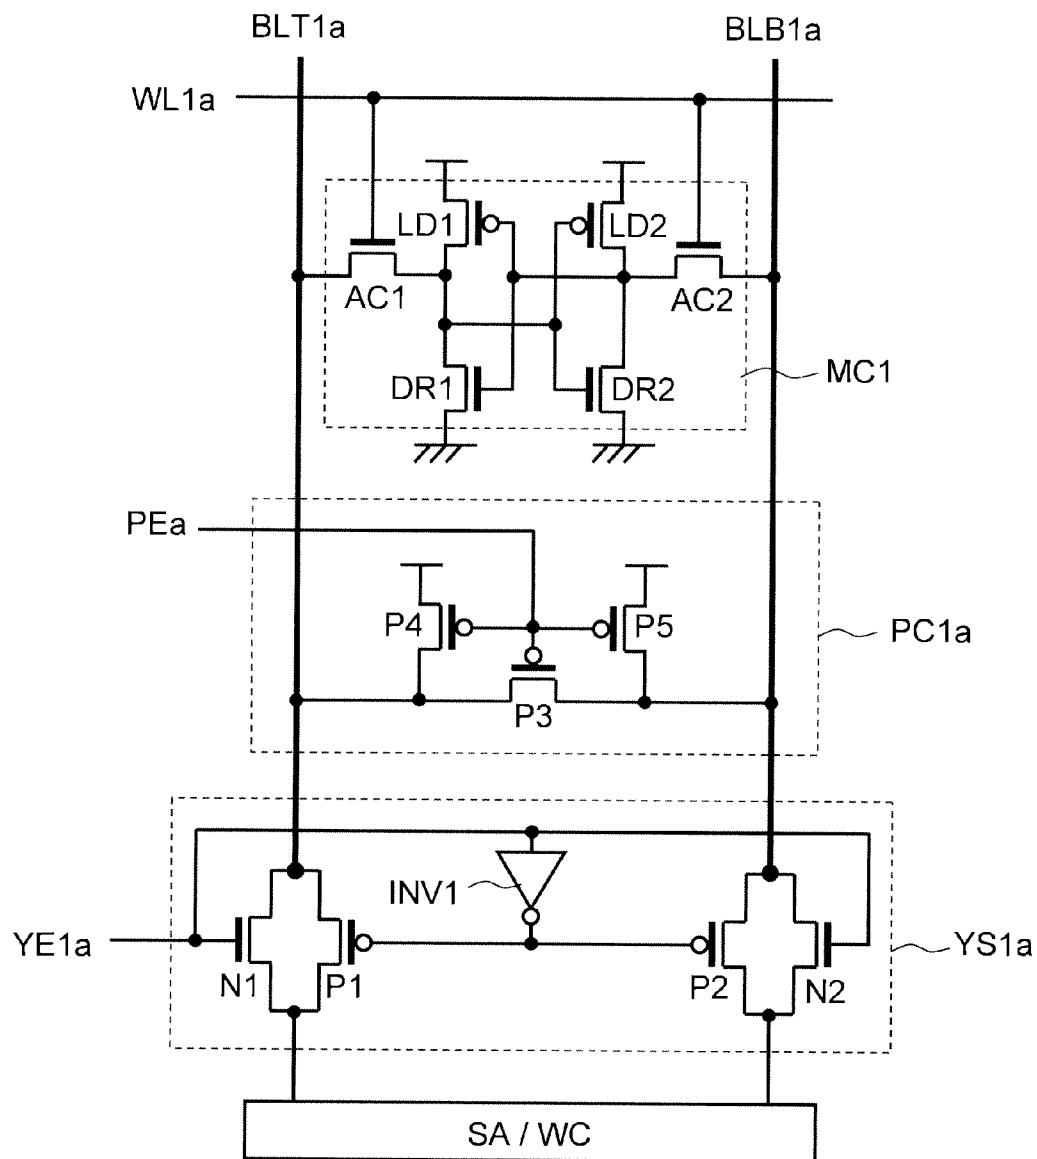 BLT1a
BLB1a
WL1a
LD1
LD2
AC1
AC2
DR1
DR2
MC1
PEa
P4
P5
PC1a
P3
INV1
YE1a
YS1a
N1
P1
P2
N2
SA / WC